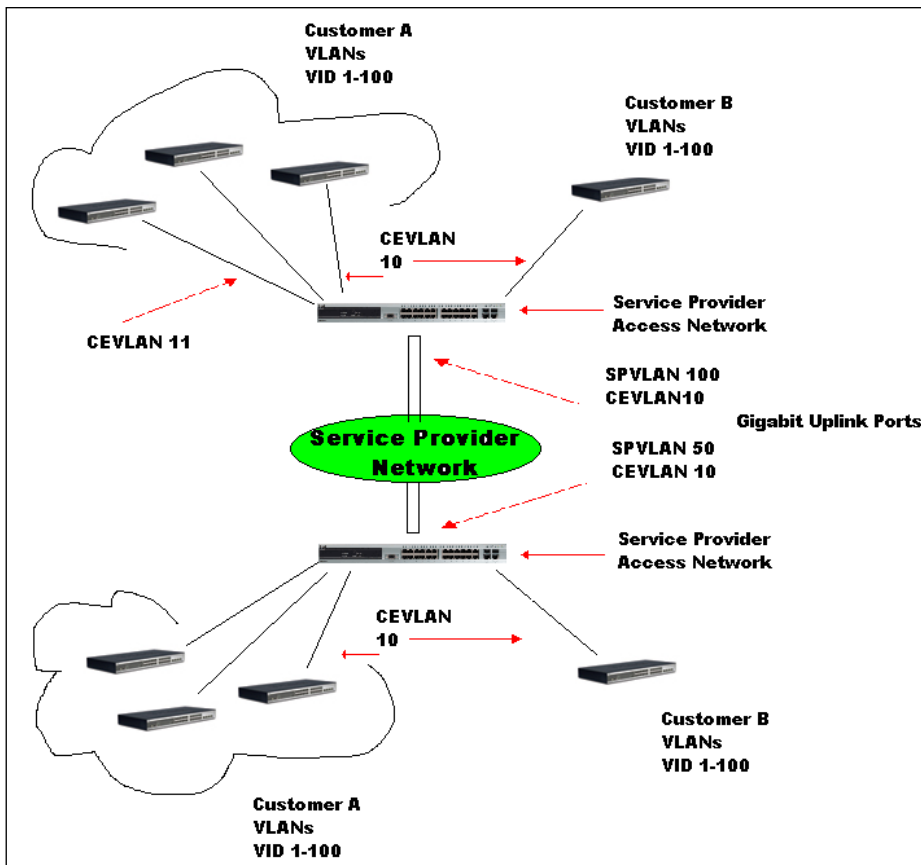 Customer A
VLANs
VID 1-100
Customer B
VLANs
VID 1-100
CEVLAN
10
Service Provider
Access Network
CEVLAN 11
SPVLAN 100
CEVLAN10
Gigabit Uplink Ports
Service Provider
Network
SPVLAN 50
CEVLAN 10
Service Provider
Access Network
CEVLAN
10
Customer B
VLANs
VID 1-100
Customer A
VLANs
VID 1-100